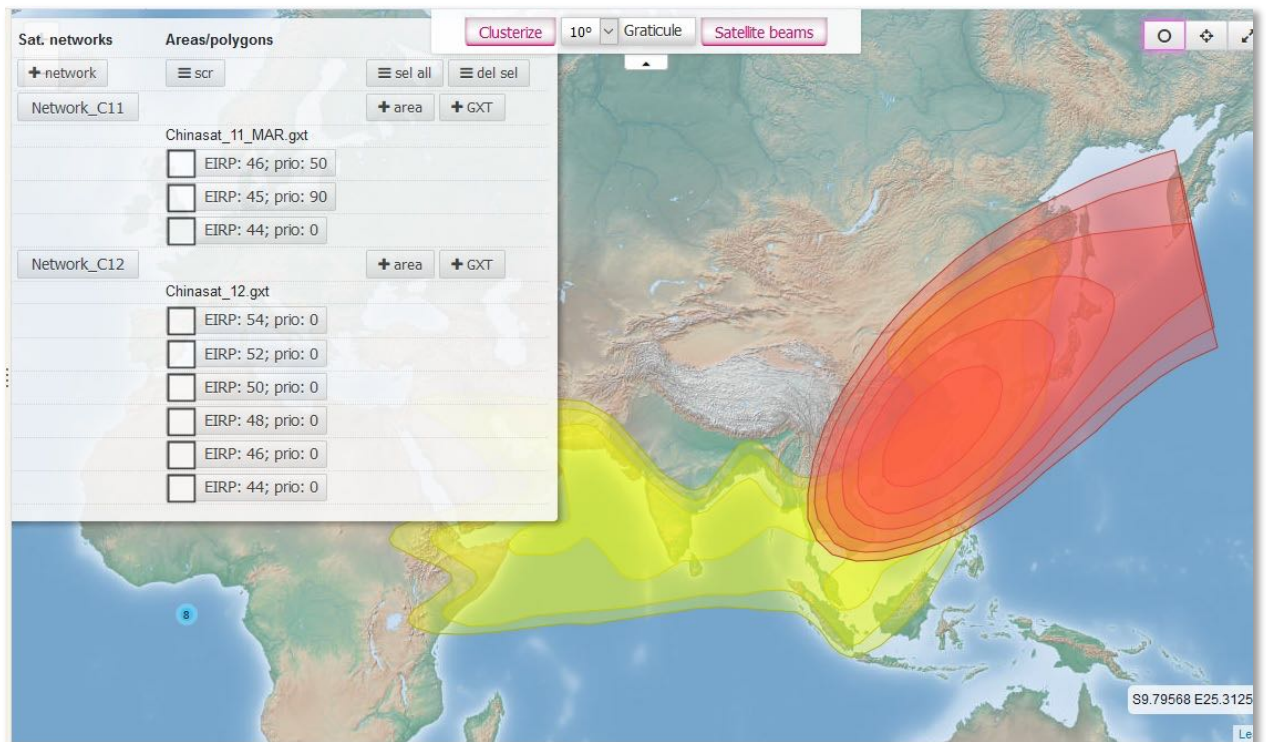 Clusterize 10º Graticule Satellite beams
Sat. networks Areas/polygons
+ network ≡ scr ≡ sel all ≡ del sel
Network_C11 + area + GXT
Chinasat_11_MAR.gxt
EIRP: 46; prio: 50
EIRP: 45; prio: 90
EIRP: 44; prio: 0
Network_C12 + area + GXT
Chinasat_12.gxt
EIRP: 54; prio: 0
EIRP: 52; prio: 0
EIRP: 50; prio: 0
EIRP: 48; prio: 0
EIRP: 46; prio: 0
EIRP: 44; prio: 0
8
S9.79568 E25.3125
Le